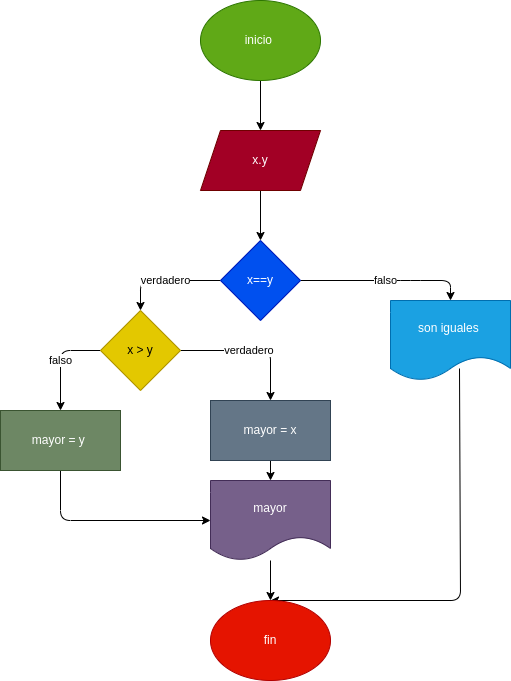 inicio
x.y
x==y
verdadero
falso
son iguales
x > y
verdadero
falso
mayor = y
mayor = x
mayor
fin